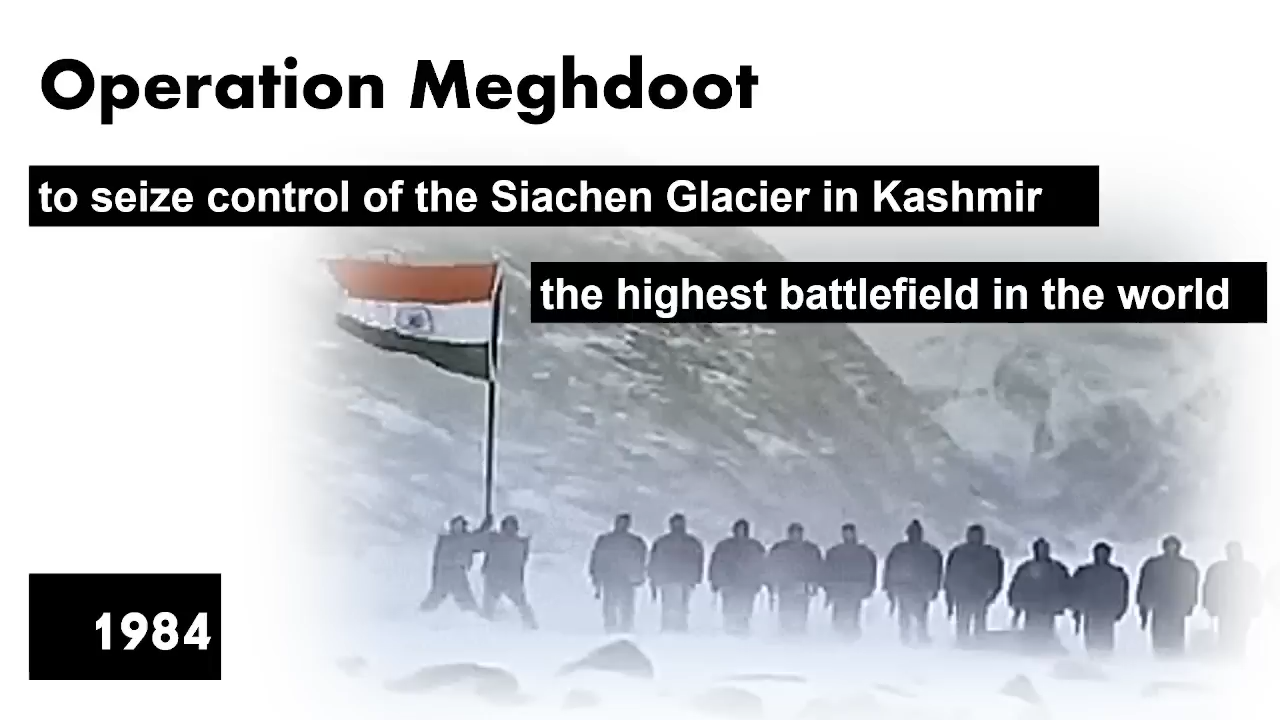 Operation Meghdoot
to seize control of the Siachen Glacier in Kashmir
the highest battlefield in the world
1984